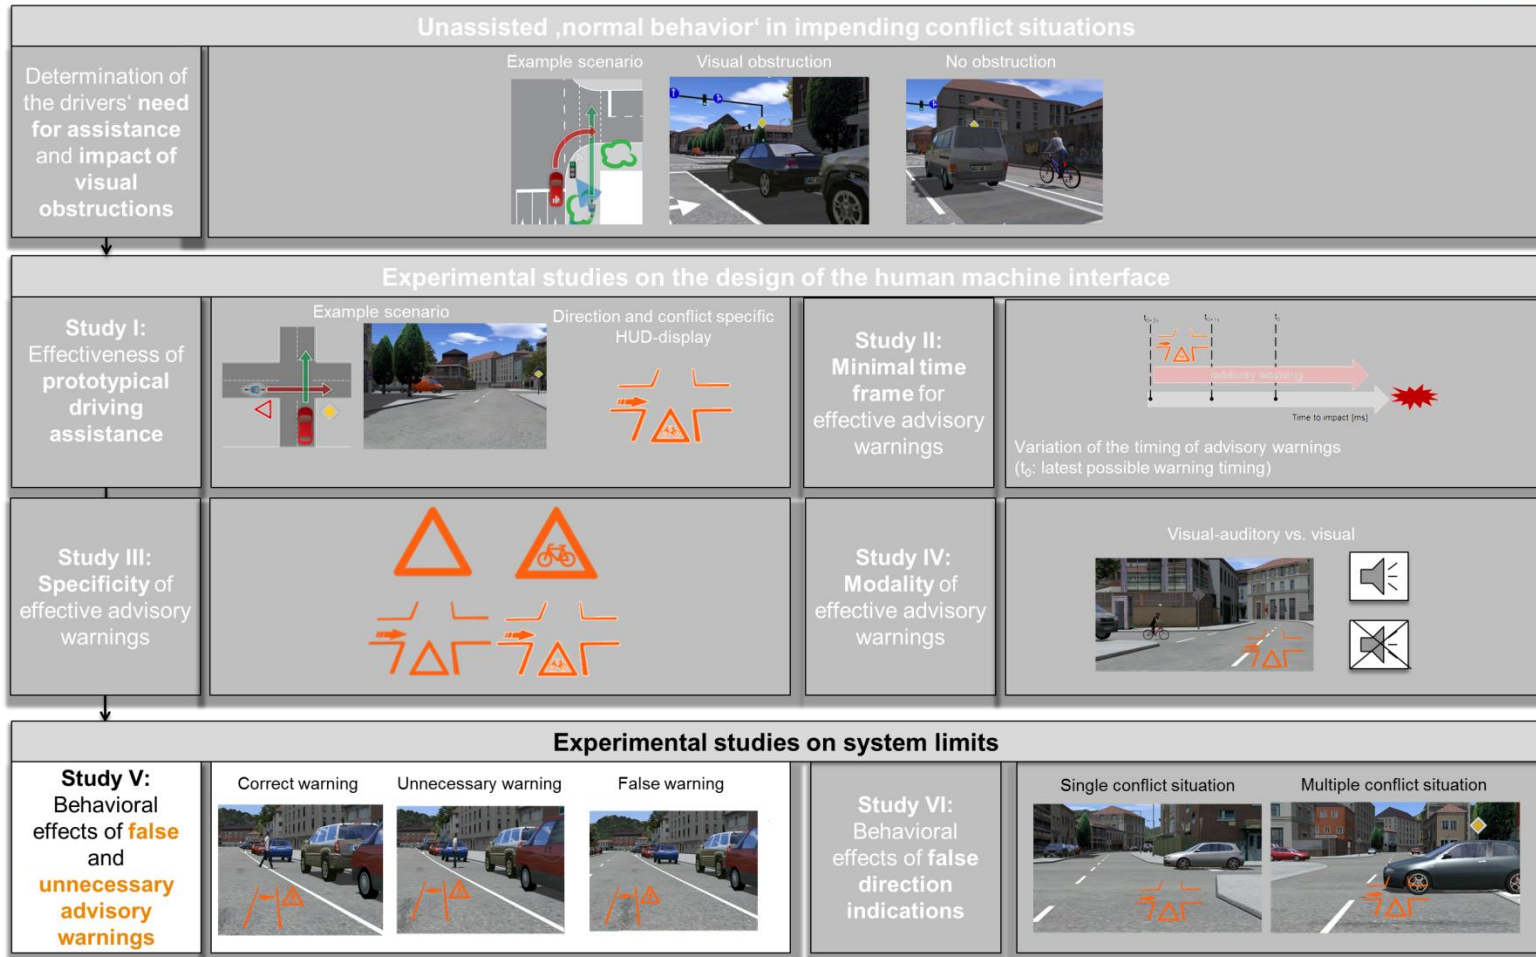 Unassisted ‚normal behavior‘ in impending conflict situations
Determination of
the drivers‘ need
for assistance
and impact of
visual
obstructions
Example scenario
Visual obstruction
No obstruction
Experimental studies on the design of the human machine interface
Study I:
Effectiveness of
prototypical
driving
assistance
Example scenario
Direction and conflict specific
HUD-display
Study II:
Minimal time
frame for
effective advisory
warnings
advisory warning
Time to impact [ms]
Variation of the timing of advisory warnings
(t₀: latest possible warning timing)
Study III:
Specificity of
effective advisory
warnings
Study IV:
Modality of
effective advisory
warnings
Visual-auditory vs. visual
Experimental studies on system limits
Study V:
Behavioral
effects of false
and
unnecessary
advisory
warnings
Correct warning
Unnecessary warning
False warning
Study VI:
Behavioral
effects of false
direction
indications
Single conflict situation
Multiple conflict situation